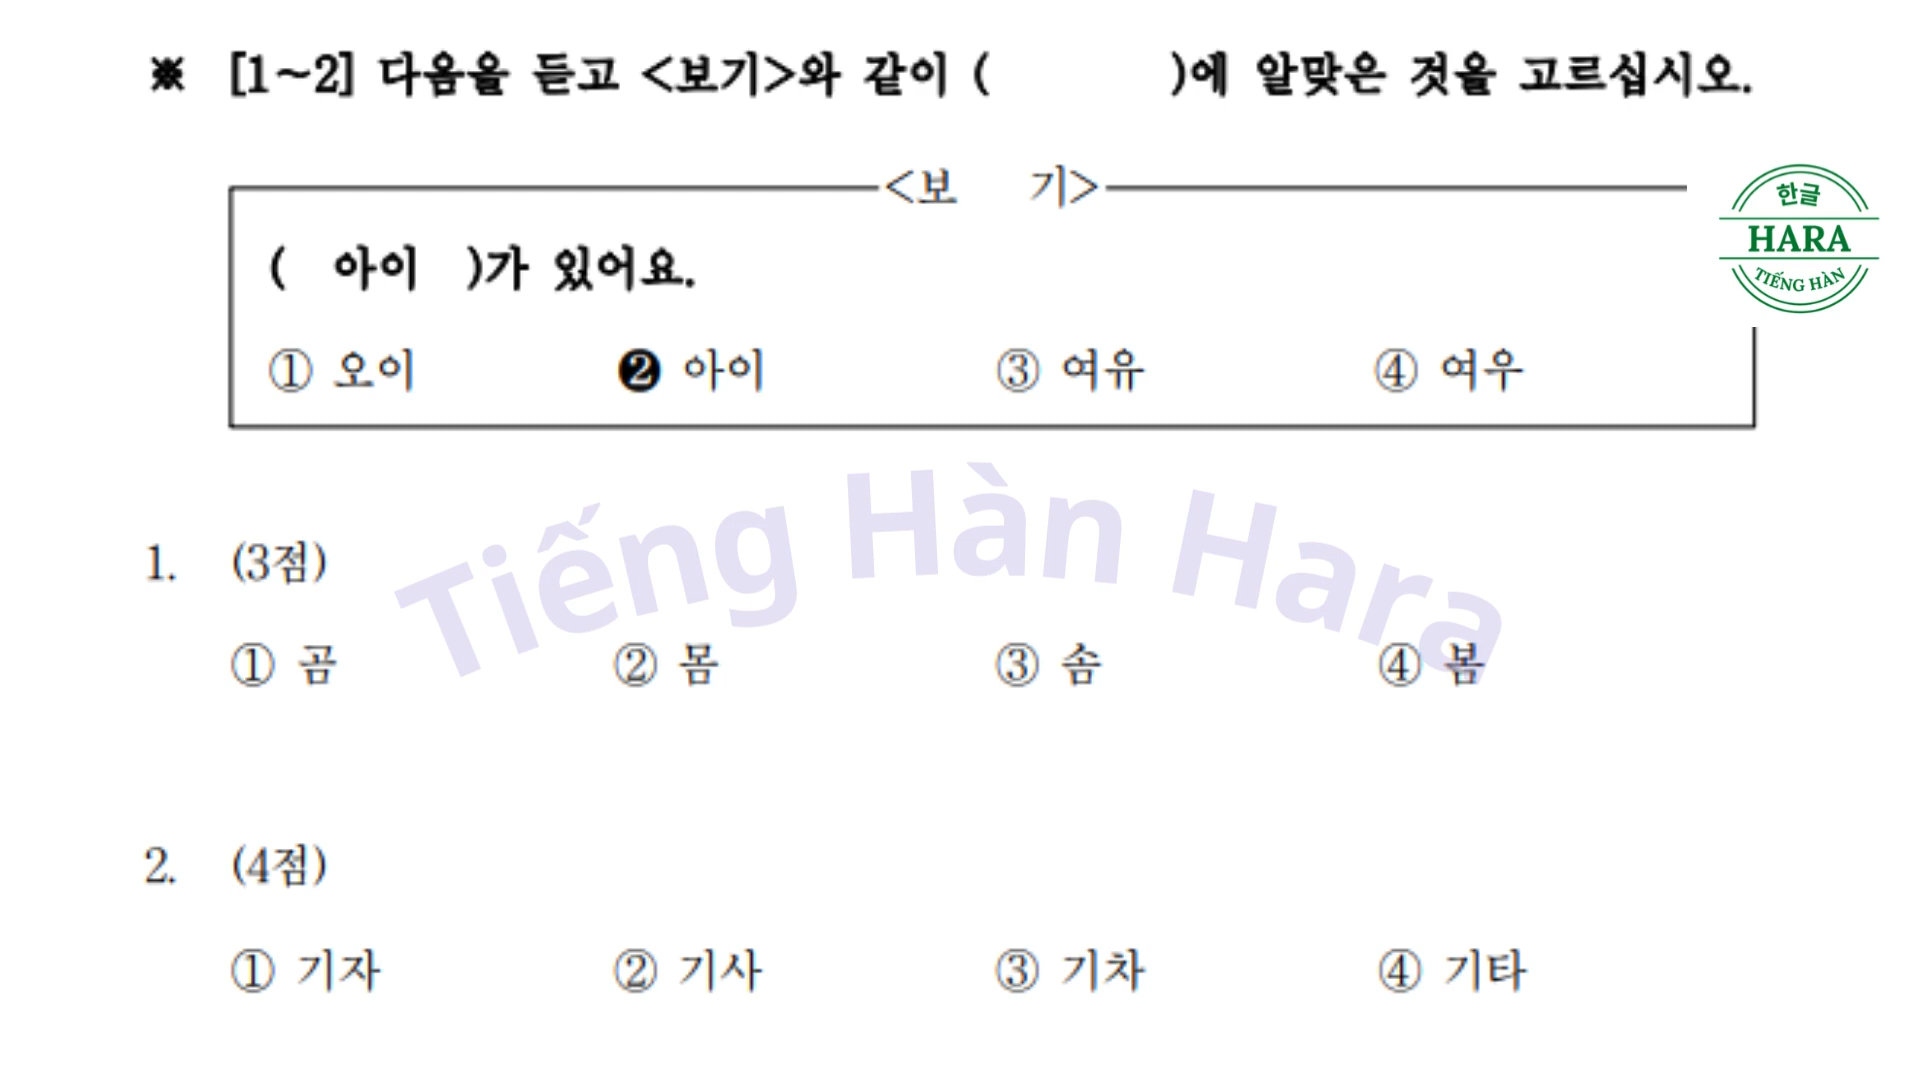 ※ [1~2] 다음을 듣고 <보기>와 같이 (      )에 알맞은 것을 고르십시오.
<보 기>
( 아이 )가 있어요.
① 오이 ❷ 아이 ③ 여유 ④ 여우
한글
HARA
TIẾNG HÀN
Tiếng Hàn Hara
1. (3점)
① 곰 ② 몸 ③ 솜 ④ 봄
2. (4점)
① 기자 ② 기사 ③ 기차 ④ 기타